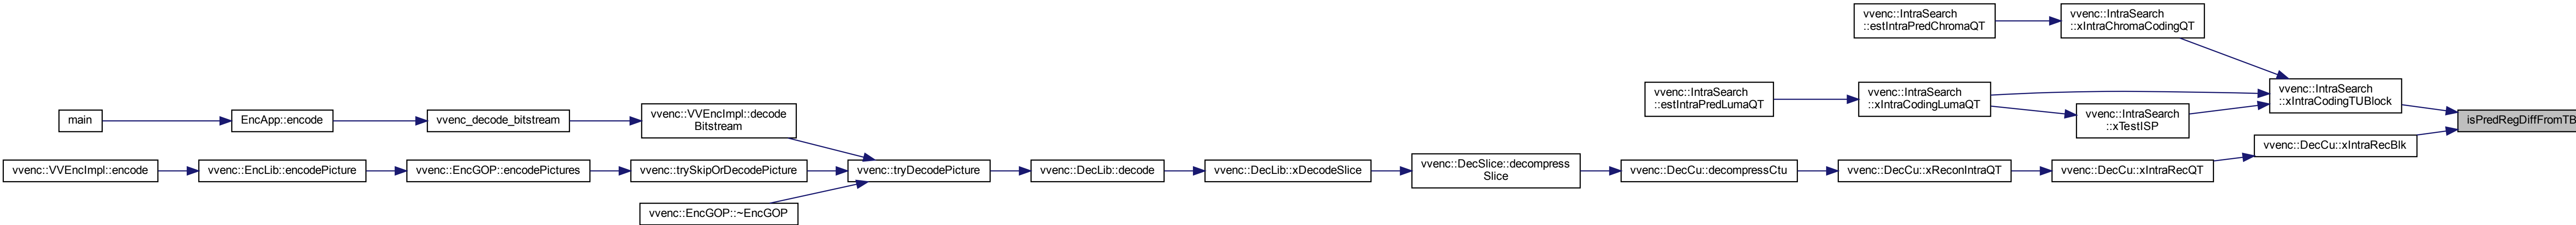 vvenc::IntraSearch
::estIntraPredChromaQT
vvenc::IntraSearch
::xIntraChromaCodingQT
vvenc::IntraSearch
::estIntraPredLumaQT
vvenc::IntraSearch
::xIntraCodingLumaQT
vvenc::IntraSearch
::xTestISP
vvenc::IntraSearch
::xIntraCodingTUBlock
isPredRegDiffFromTB
main
EncApp::encode
vvenc_decode_bitstream
vvenc::VVEncImpl::decode
Bitstream
vvenc::DecCu::xIntraRecBlk
vvenc::VVEncImpl::encode
vvenc::EncLib::encodePicture
vvenc::EncGOP::encodePictures
vvenc::trySkipOrDecodePicture
vvenc::tryDecodePicture
vvenc::DecLib::decode
vvenc::DecLib::xDecodeSlice
vvenc::DecSlice::decompress
Slice
vvenc::DecCu::decompressCtu
vvenc::DecCu::xReconIntraQT
vvenc::DecCu::xIntraRecQT
vvenc::EncGOP::~EncGOP